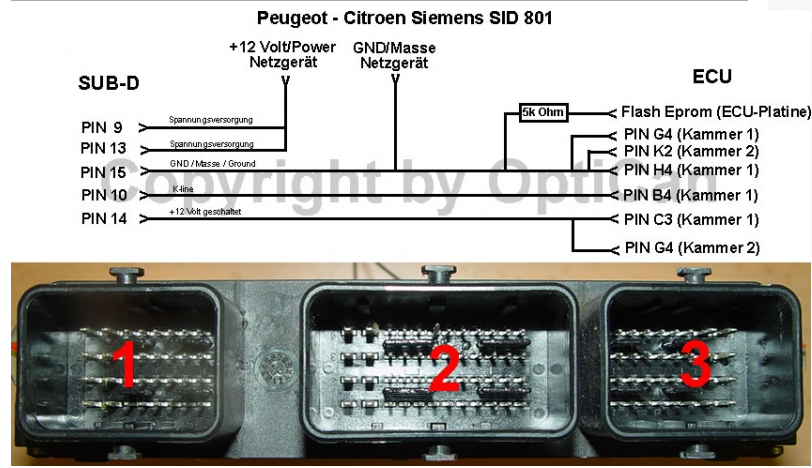 Peugeot - Citroen Siemens SID 801
+12 Volt/Power
Netzgerät
GND/Masse
Netzgerät
SUB-D
ECU
5k Ohm
Flash Eprom (ECU-Platine)
PIN 9
Spannungsversorgung
PIN G4 (Kammer 1)
PIN 13
Spannungsversorgung
PIN K2 (Kammer 2)
PIN 15
GND / Masse / Ground
PIN H4 (Kammer 1)
Copyright by OptiCan
PIN 10
K-line
PIN B4 (Kammer 1)
PIN 14
+12 Volt geschaltet
PIN C3 (Kammer 1)
PIN G4 (Kammer 2)
1
2
3